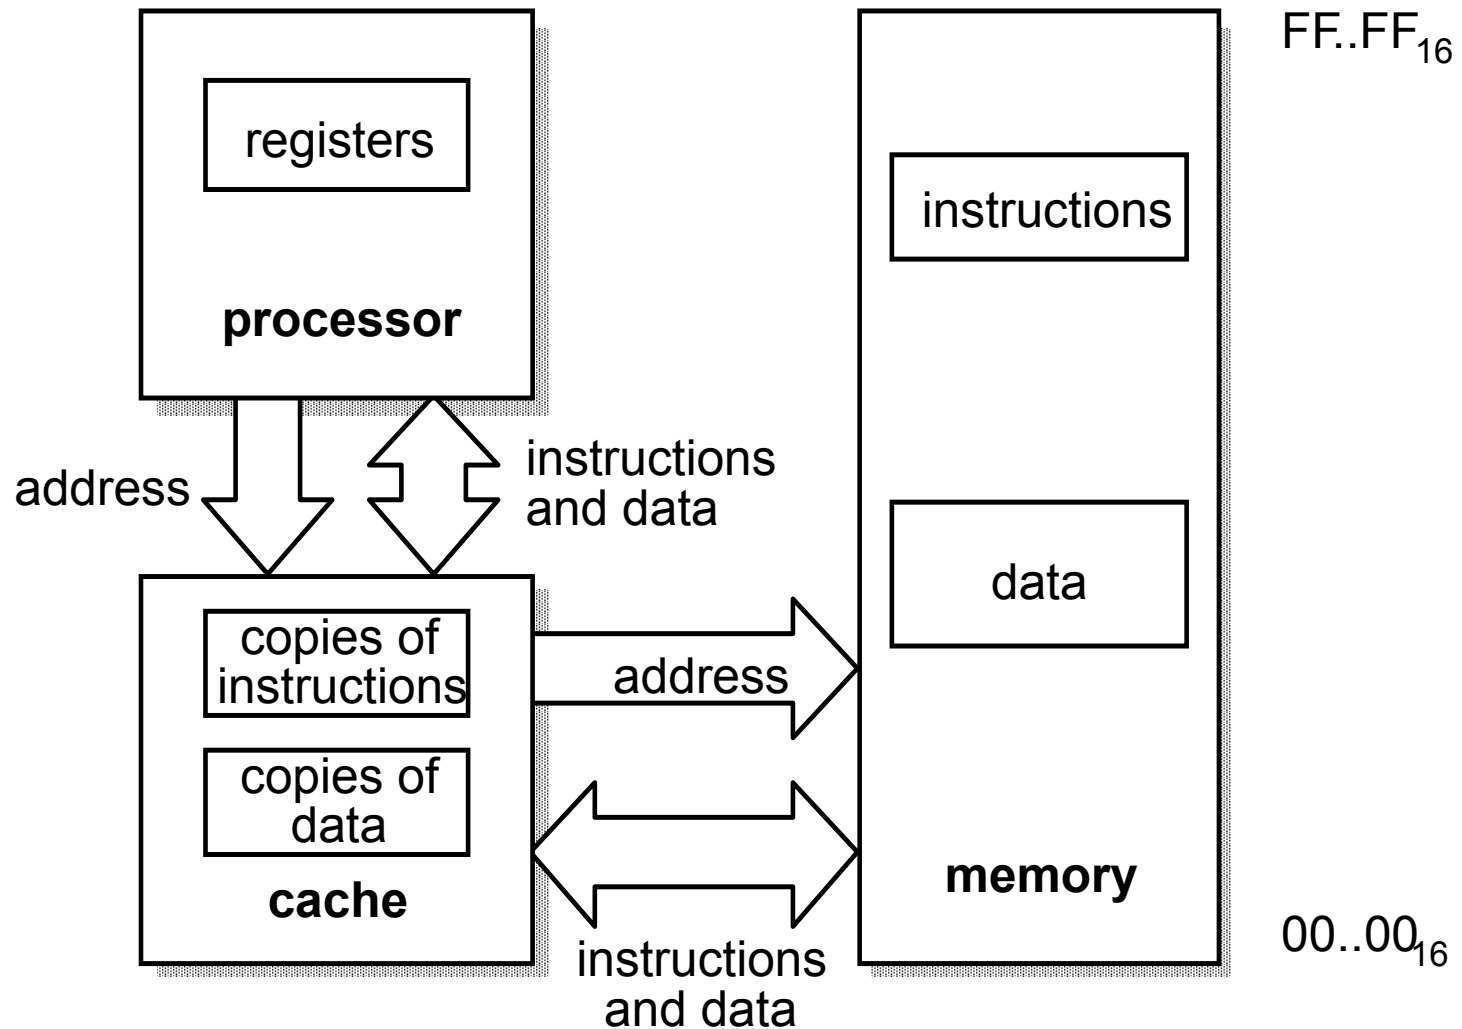 registers
processor
address
instructions
and data
copies of
instructions
copies of
data
cache
address
instructions
and data
instructions
data
memory
FF..FF16
00..0016